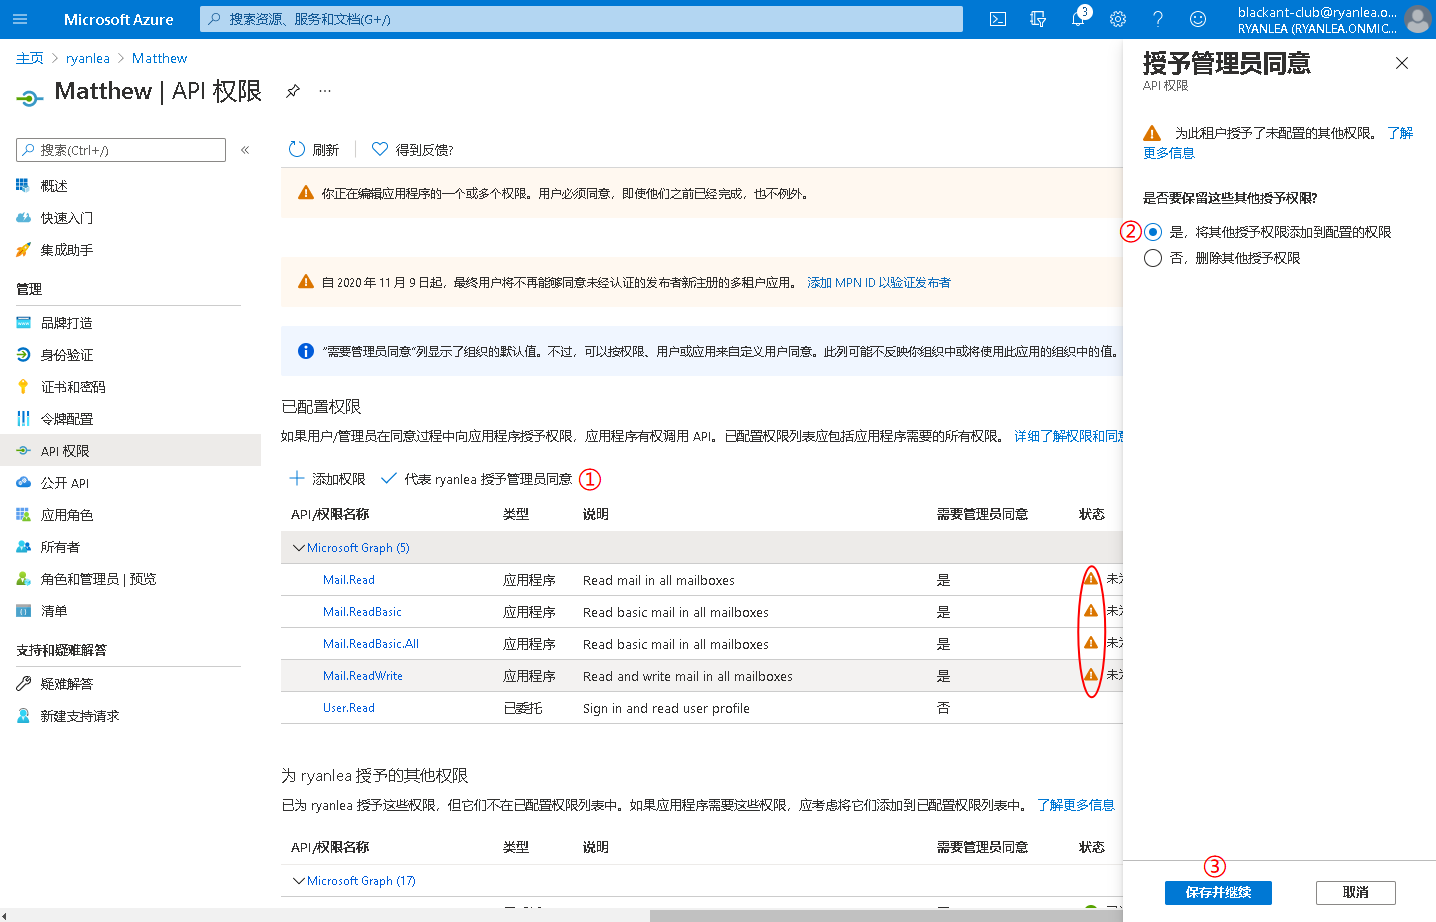 Microsoft Azure
搜索资源、服务和文档(G+/)
3
blackant-club@ryanlea.o...
RYANLEA (RYANLEA.ONMIC...
主页 > ryanlea > Matthew
Matthew | API 权限
搜索(Ctrl+/)
概述
快速入门
集成助手
管理
品牌打造
身份验证
证书和密码
令牌配置
API 权限
公开 API
应用角色
所有者
角色和管理员 | 预览
清单
支持和疑难解答
疑难解答
新建支持请求
刷新
得到反馈?
你正在编辑应用程序的一个或多个权限。用户必须同意，即使他们之前已经完成，也不例外。
自 2020 年 11 月 9 日起，最终用户将不再能够同意未经认证的发布者新注册的多租户应用。 添加 MPN ID 以验证发布者
"需要管理员同意"列显示了组织的默认值。不过，可以按权限、用户或应用来自定义用户同意。此列可能不反映你组织中或将使用此应用的组织中的值。
已配置权限
如果用户/管理员在同意过程中向应用程序授予权限，应用程序有权调用 API。已配置权限列表应包括应用程序需要的所有权限。 详细了解权限和同意
添加权限 代表 ryanlea 授予管理员同意 ①
API/权限名称 类型 说明 需要管理员同意 状态
Microsoft Graph (5)
Mail.Read 应用程序 Read mail in all mailboxes 是 未
Mail.ReadBasic 应用程序 Read basic mail in all mailboxes 是 未
Mail.ReadBasic.All 应用程序 Read basic mail in all mailboxes 是 未
Mail.ReadWrite 应用程序 Read and write mail in all mailboxes 是 未
User.Read 已委托 Sign in and read user profile 否
为 ryanlea 授予的其他权限
已为 ryanlea 授予这些权限，但它们不在已配置权限列表中。如果应用程序需要这些权限，应考虑将它们添加到已配置权限列表中。 了解更多信息
API/权限名称 类型 说明 需要管理员同意 状态
Microsoft Graph (17)
授予管理员同意
API 权限
为此租户授予了未配置的其他权限。 了解
更多信息
是否要保留这些其他授予权限?
② 是，将其他授予权限添加到配置的权限
否，删除其他授予权限
③
保存并继续 取消